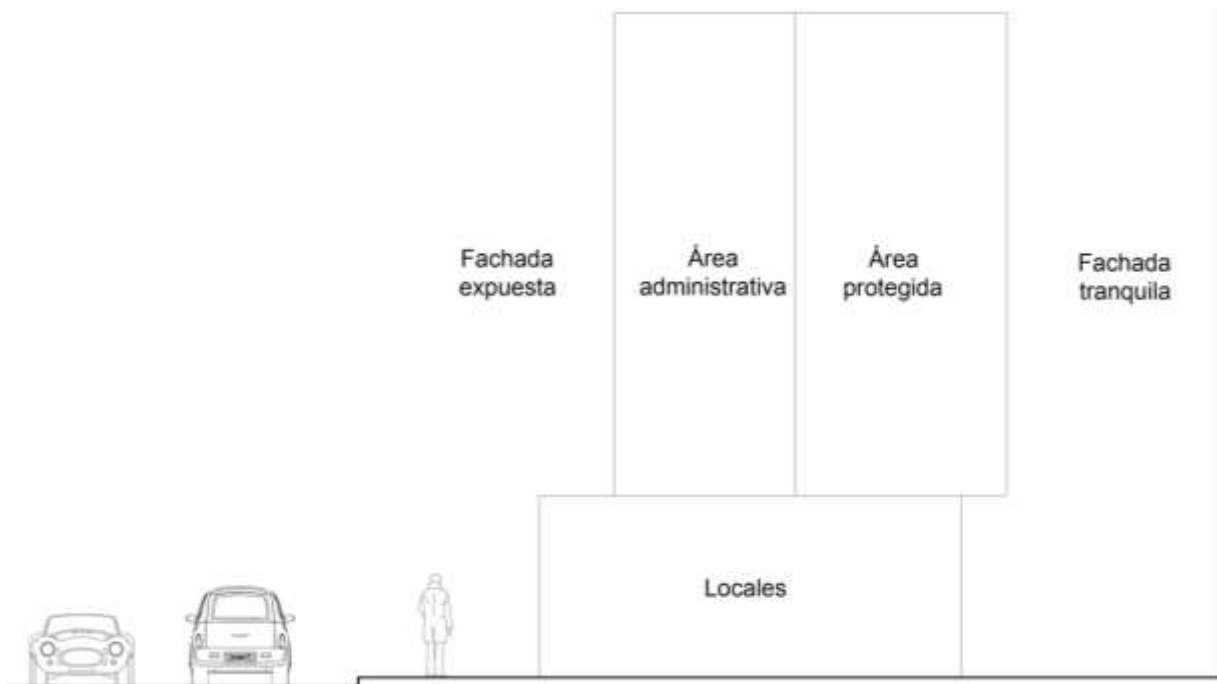 Fachada
expuesta
Área
administrativa
Área
protegida
Fachada
tranquila
Locales